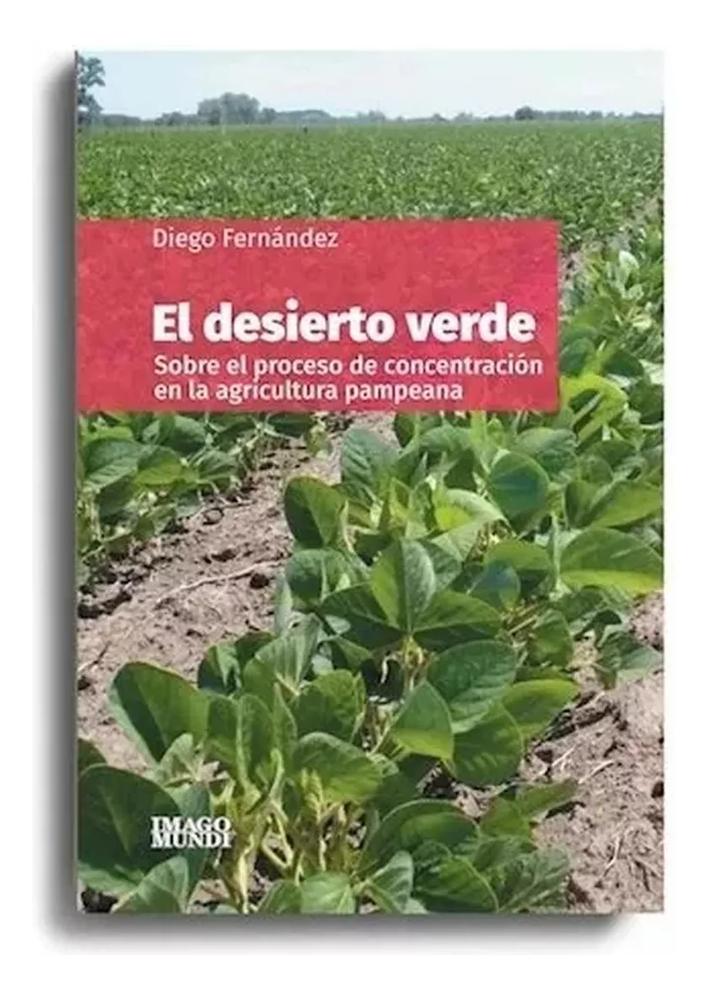 Diego Fernández
El desierto verde
Sobre el proceso de concentración
en la agricultura pampeana
IMAGO
MUNDI